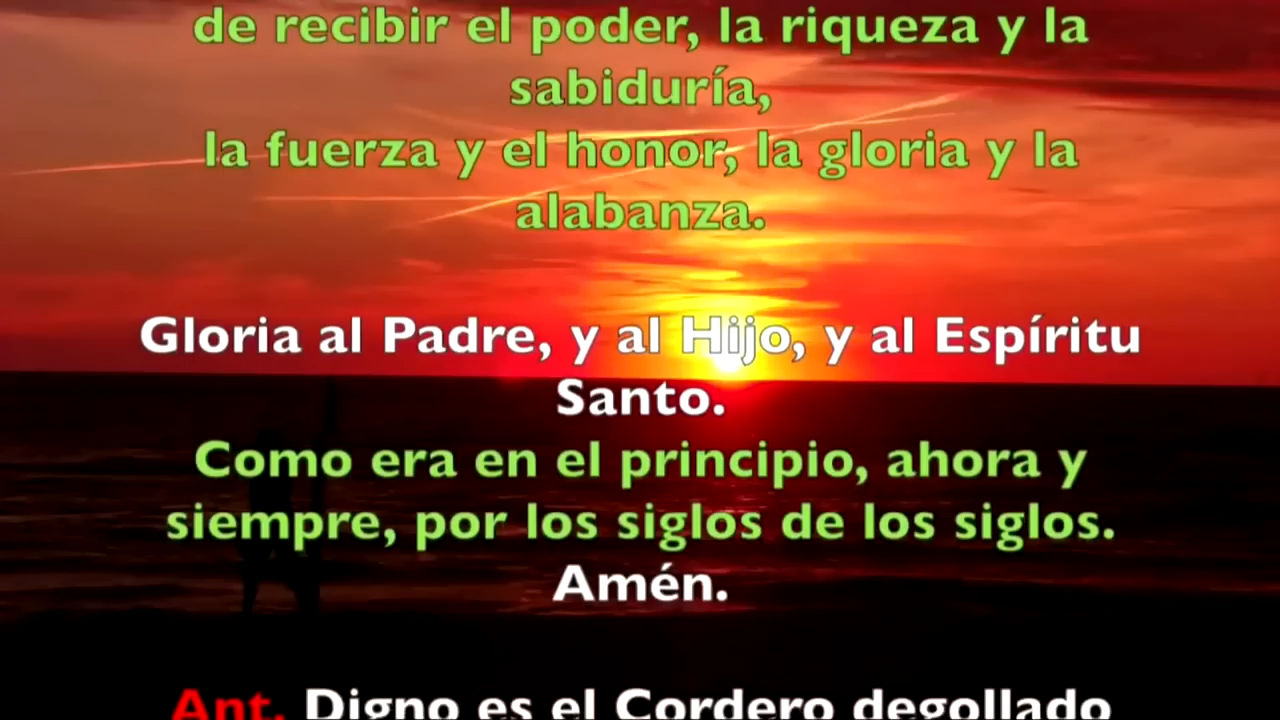 de recibir el poder, la riqueza y la
sabiduría,
la fuerza y el honor, la gloria y la
alabanza.
Gloria al Padre, y al Hijo, y al Espíritu
Santo.
Como era en el principio, ahora y
siempre, por los siglos de los siglos.
Amén.
Ant. Digno es el Cordero degollado